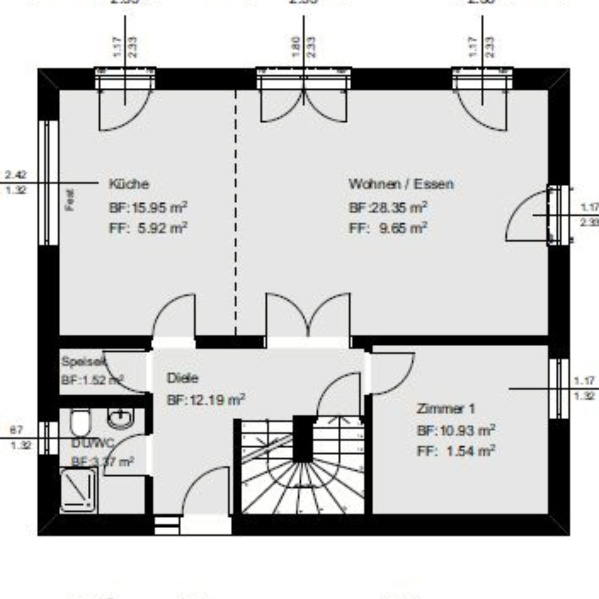 1.17
2.33
1.80
2.33
1.17
2.33
2.42
1.32
Fest
Küche
BF:15.95 m²
FF: 5.92 m²
Wohnen / Essen
BF:28.35 m²
FF: 9.65 m²
1.17
2.33
Speisek
BF:1.52 m²
Diele
BF:12.19 m²
Zimmer 1
BF:10.93 m²
FF: 1.54 m²
1.17
1.32
67
1.32
DU/WC
BF:3.37 m²